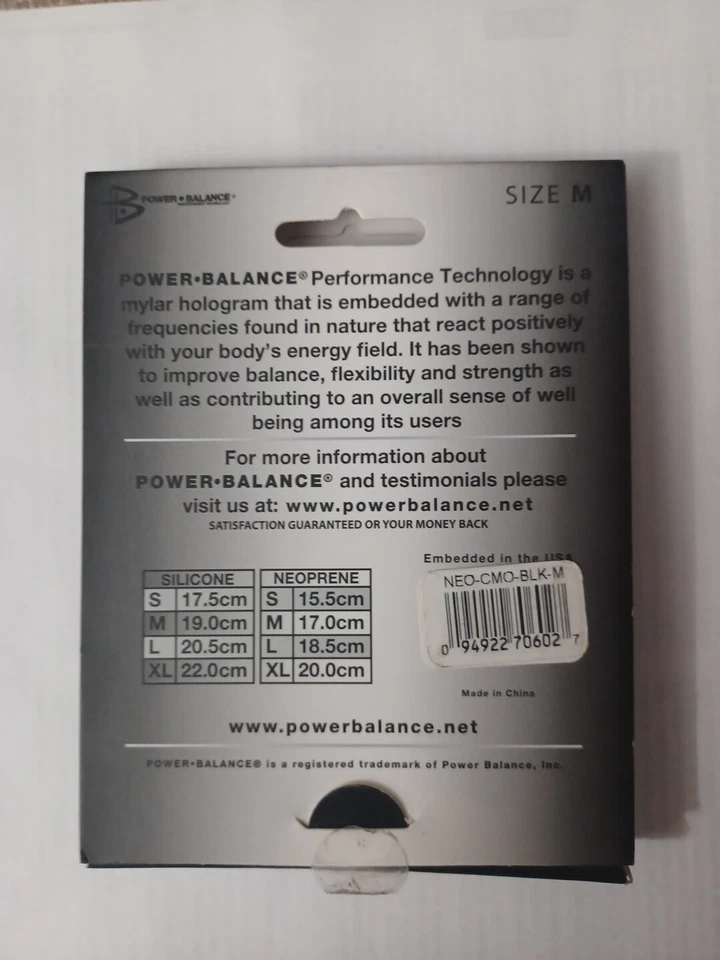 POWER•BALANCE®
SIZE M
POWER•BALANCE® Performance Technology is a
mylar hologram that is embedded with a range of
frequencies found in nature that react positively
with your body's energy field. It has been shown
to improve balance, flexibility and strength as
well as contributing to an overall sense of well
being among its users
For more information about
POWER•BALANCE® and testimonials please
visit us at: www.powerbalance.net
SATISFACTION GUARANTEED OR YOUR MONEY BACK
Embedded in the USA
SILICONE NEOPRENE
S 17.5cm S 15.5cm
M 19.0cm M 17.0cm
L 20.5cm L 18.5cm
XL 22.0cm XL 20.0cm
NEO-CMO-BLK-M
0 94922 70602 7
Made in China
www.powerbalance.net
POWER•BALANCE® is a registered trademark of Power Balance, Inc.